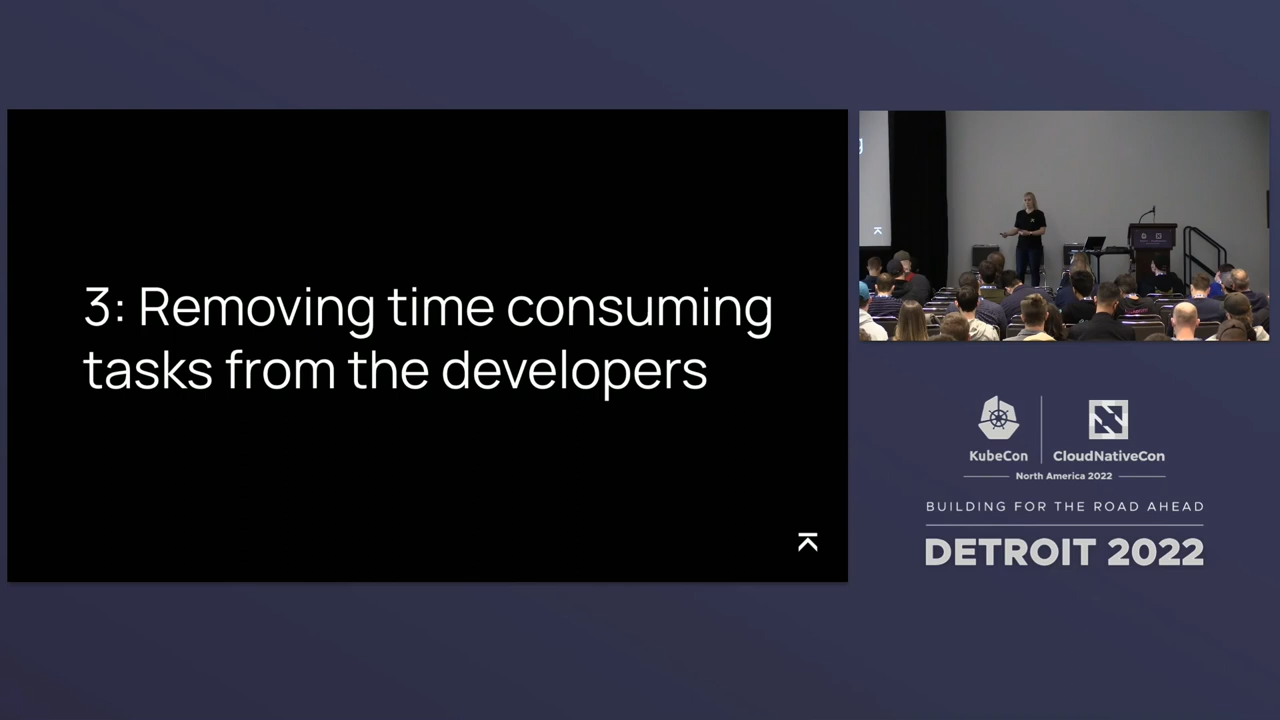 3: Removing time consuming
tasks from the developers
KubeCon
CloudNativeCon
North America 2022
BUILDING FOR THE ROAD AHEAD
DETROIT 2022